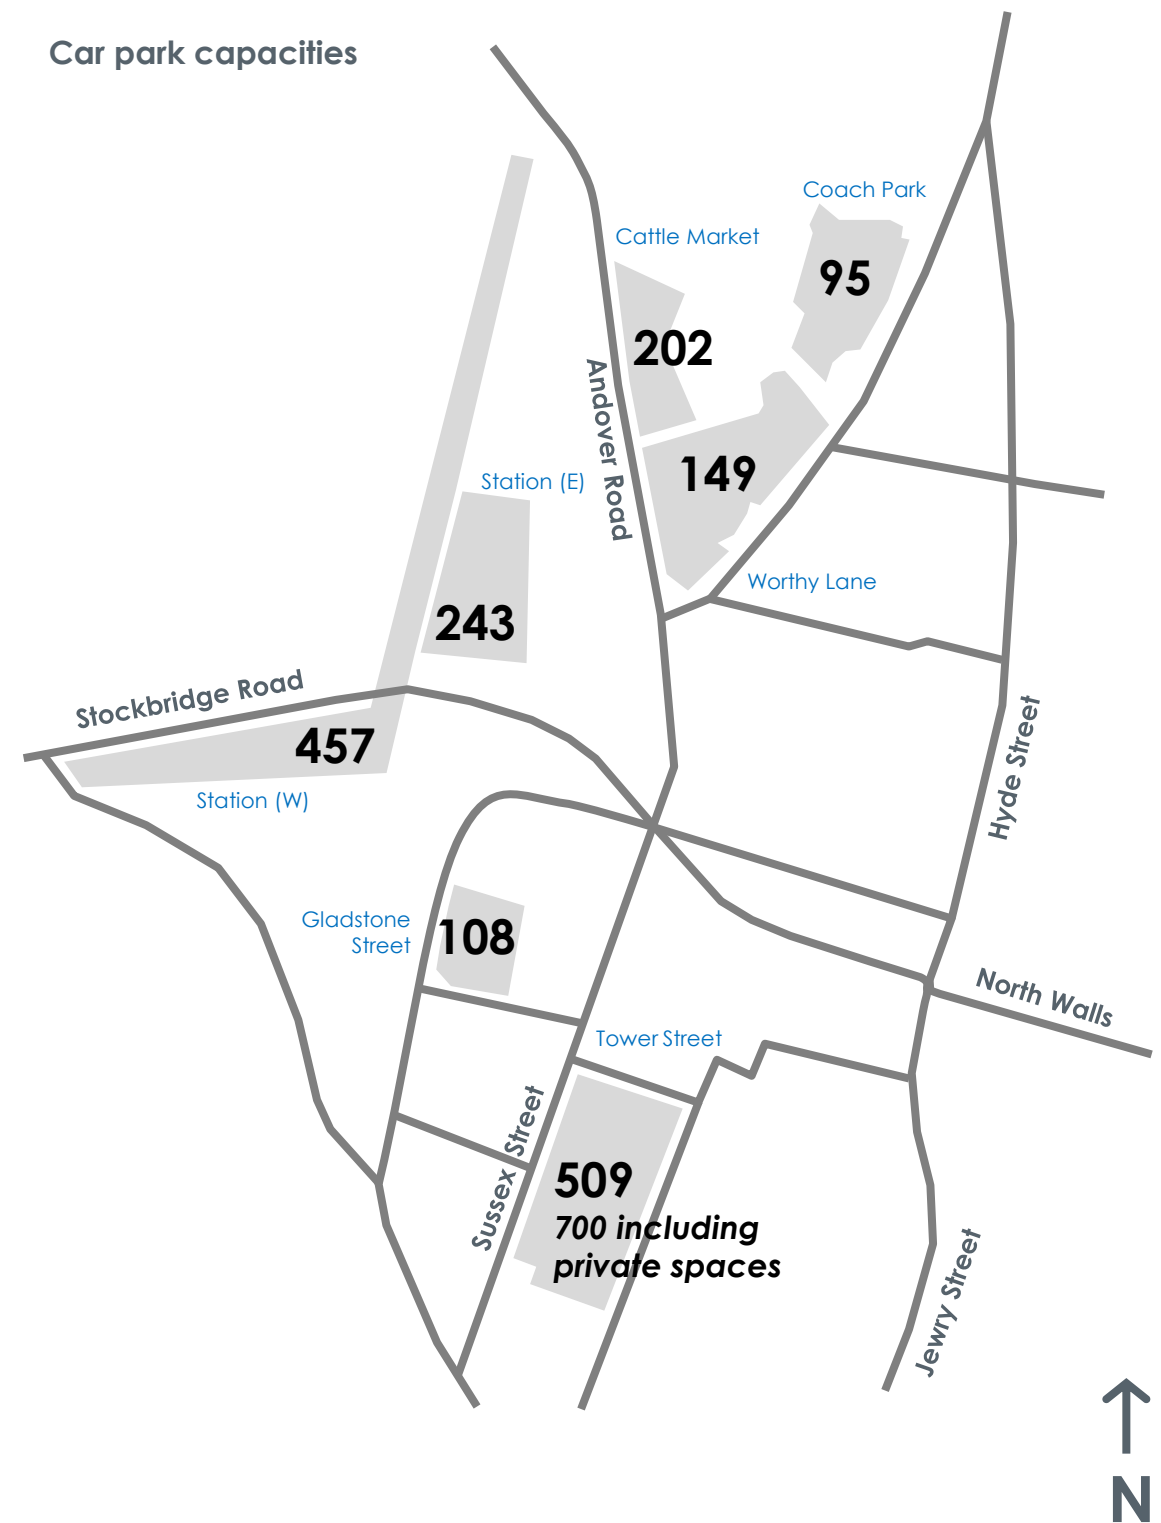 Car park capacities
Coach Park
95
Cattle Market
202
Andover Road
149
Station (E)
243
Worthy Lane
Stockbridge Road
457
Station (W)
Hyde Street
Gladstone
Street
108
North Walls
Tower Street
Sussex Street
509
700 including
private spaces
Jewry Street
N